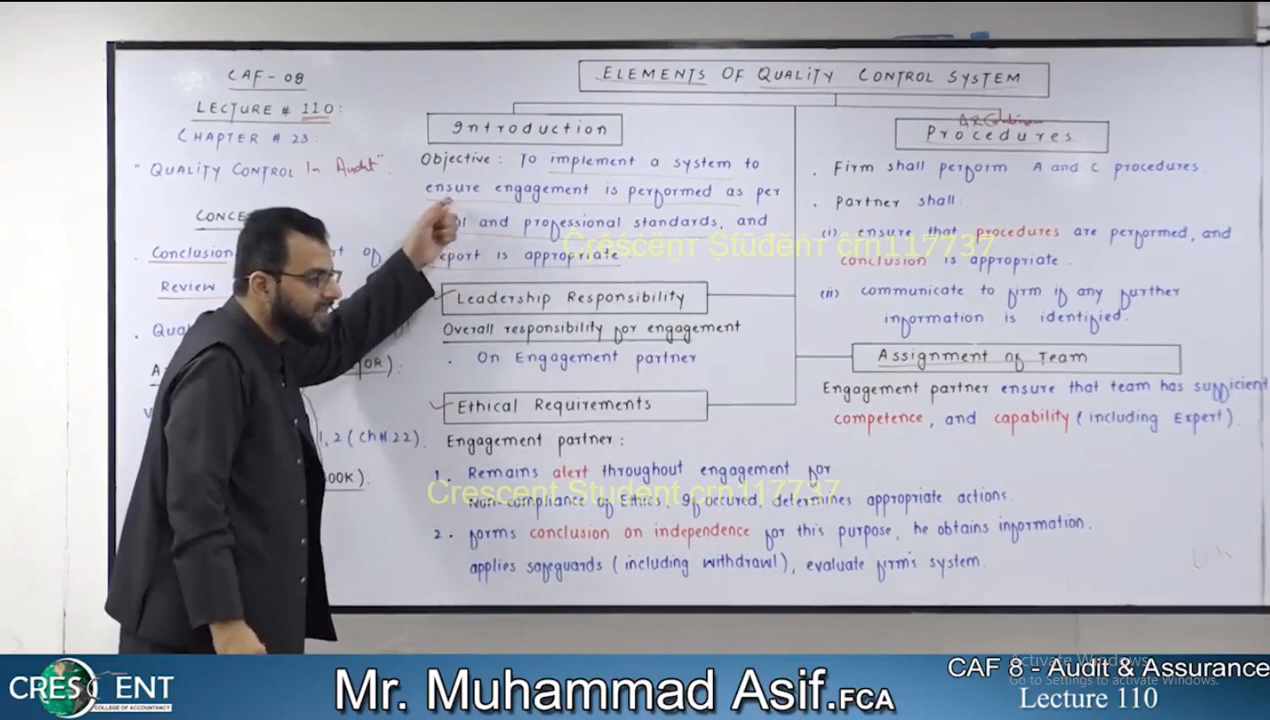 CAF - 08
LECTURE # 110:
CHAPTER # 23:
"QUALITY CONTROL In Audit"
Conclusion
of
Review
1, 2 (Ch# 22).
ELEMENTS OF QUALITY CONTROL SYSTEM
Introduction
Objective: To implement a system to
ensure engagement is performed as per
and professional standards, and
report is appropriate
Leadership Responsibility
Overall responsibility for engagement
. On Engagement partner
Ethical Requirements
Engagement partner:
1. Remains alert throughout engagement for
Non-compliance of Ethics, If occured, determines appropriate actions.
2. forms conclusion on independence for this purpose, he obtains information.
applies safeguards (including withdrawl), evaluate firm's system
Procedures
. Firm shall perform A and C procedures.
. partner shall:
(i) ensure that procedures are performed, and
conclusion is appropriate.
(ii) communicate to firm if any further
information is identified.
Assignment of Team
Engagement partner ensure that team has sufficient
competence, and capability (including Expert).
Crescent Student crn117737
CRESCENT
COLLEGE OF ACCOUNTANCY
Mr. Muhammad Asif.FCA
CAF 8 - Audit & Assurance
Lecture 110
Activate Windows
Go to Settings to activate Windows.